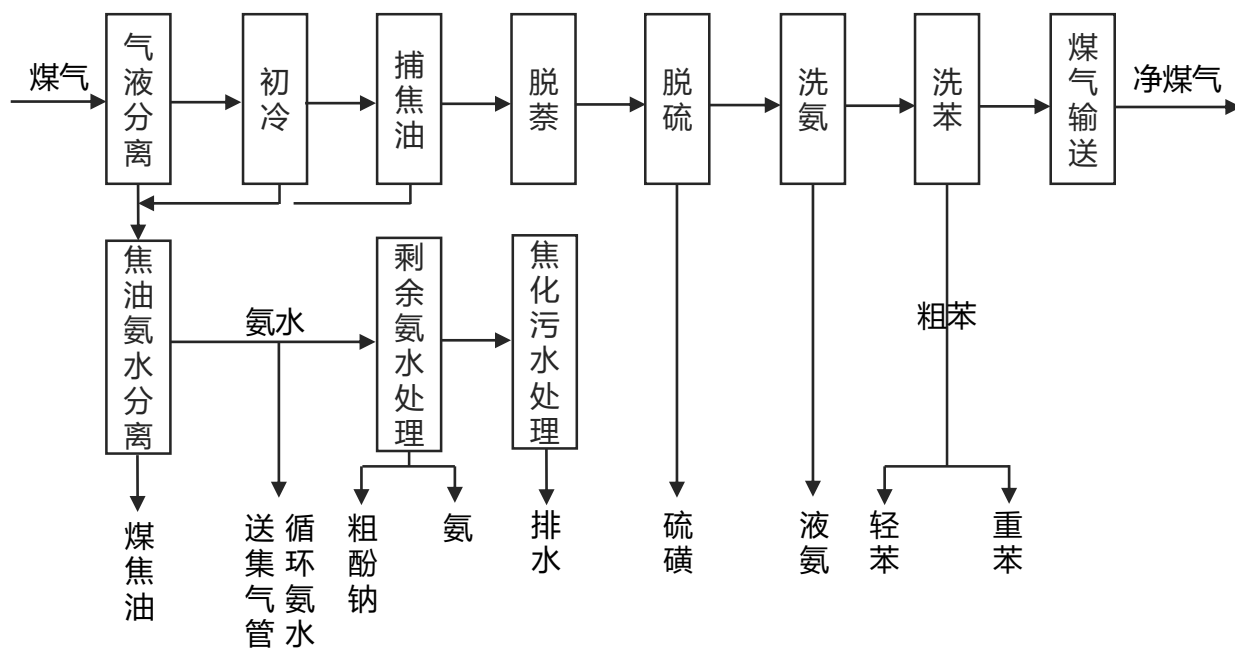 煤气
气液分离
初冷
捕焦油
脱萘
脱硫
洗氨
洗苯
煤气输送
净煤气
焦油氨水分离
氨水
剩余氨水处理
焦化污水处理
粗苯
煤焦油
送集气管
循环氨水
粗酚钠
氨
排水
硫磺
液氨
轻苯
重苯